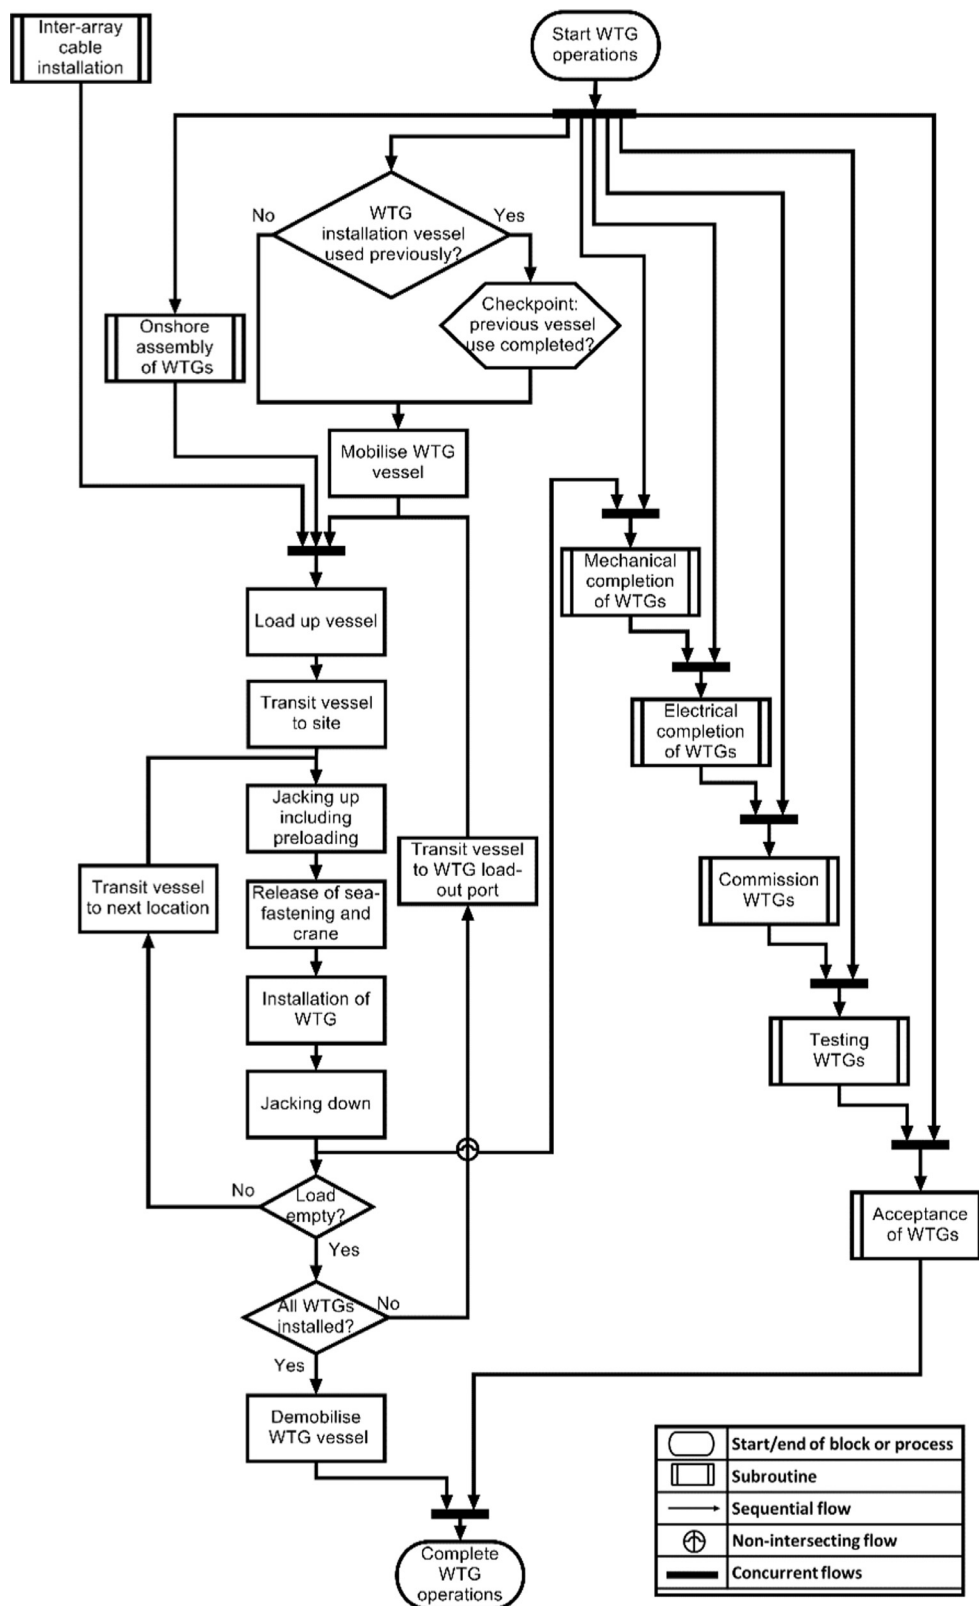 Inter-array
cable
installation
Start WTG
operations
No
WTG
installation vessel
used previously?
Yes
Checkpoint:
previous vessel
use completed?
Onshore
assembly
of WTGs
Mobilise WTG
vessel
Load up vessel
Transit vessel
to site
Jacking up
including
preloading
Transit vessel
to next location
Release of sea-
fastening and
crane
Transit vessel
to WTG load-
out port
Installation of
WTG
Jacking down
No
Load
empty?
Yes
All WTGs
installed?
No
Yes
Demobilise
WTG vessel
Mechanical
completion
of WTGs
Electrical
completion
of WTGs
Commission
WTGs
Testing
WTGs
Acceptance
of WTGs
Complete
WTG
operations
Start/end of block or process
Subroutine
Sequential flow
Non-intersecting flow
Concurrent flows